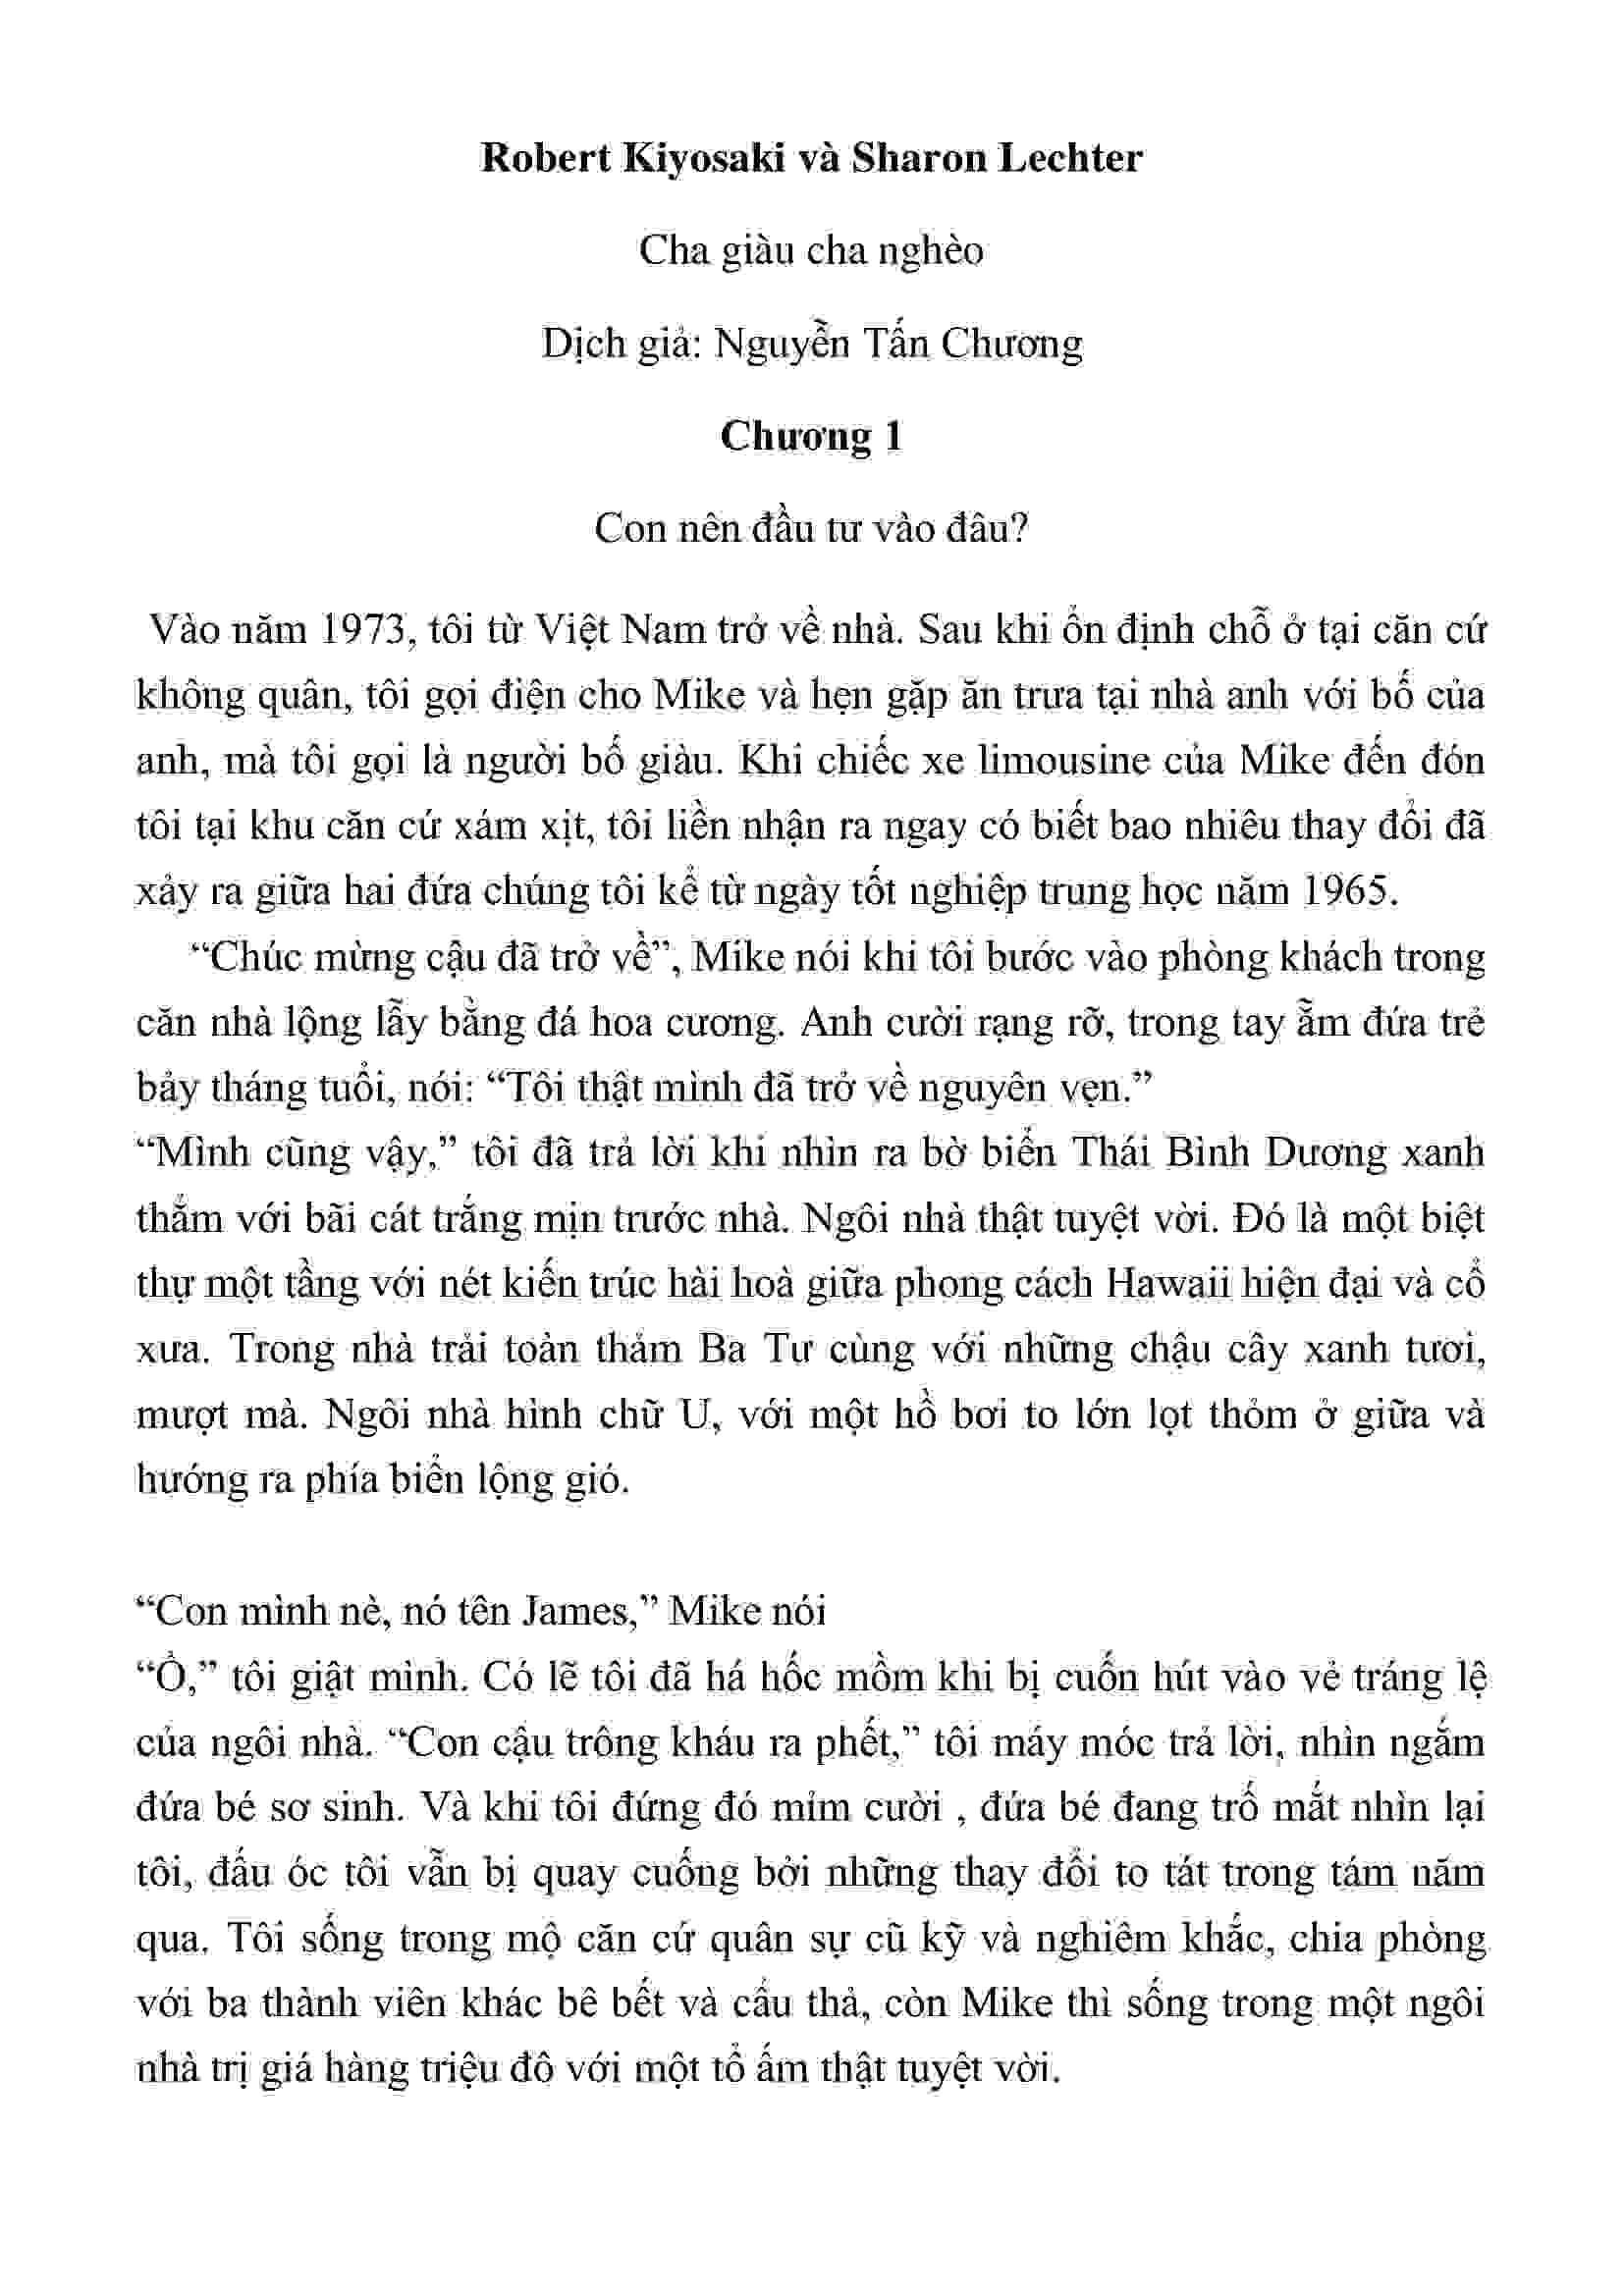 Robert Kiyosaki và Sharon Lechter
Cha giàu cha nghèo
Dịch giả: Nguyễn Tấn Chương
Chương 1
Con nên đầu tư vào đâu?
Vào năm 1973, tôi từ Việt Nam trở về nhà. Sau khi ổn định chỗ ở tại căn cứ
không quân, tôi gọi điện cho Mike và hẹn gặp ăn trưa tại nhà anh với bố của
anh, mà tôi gọi là người bố giàu. Khi chiếc xe limousine của Mike đến đón
tôi tại khu căn cứ xám xịt, tôi liền nhận ra ngay có biết bao nhiêu thay đổi đã
xảy ra giữa hai đứa chúng tôi kể từ ngày tốt nghiệp trung học năm 1965.
“Chúc mừng cậu đã trở về”, Mike nói khi tôi bước vào phòng khách trong
căn nhà lộng lẫy bằng đá hoa cương. Anh cười rạng rỡ, trong tay ẵm đứa trẻ
bảy tháng tuổi, nói: “Tôi thật mình đã trở về nguyên vẹn.”
“Mình cũng vậy,” tôi đã trả lời khi nhìn ra bờ biển Thái Bình Dương xanh
thẳm với bãi cát trắng mịn trước nhà. Ngôi nhà thật tuyệt vời. Đó là một biệt
thự một tầng với nét kiến trúc hài hoà giữa phong cách Hawaii hiện đại và cổ
xưa. Trong nhà trải toàn thảm Ba Tư cùng với những chậu cây xanh tươi,
mượt mà. Ngôi nhà hình chữ U, với một hồ bơi to lớn lọt thỏm ở giữa và
hướng ra phía biển lộng gió.
“Con mình nè, nó tên James,” Mike nói
“Ồ,” tôi giật mình. Có lẽ tôi đã há hốc mồm khi bị cuốn hút vào vẻ tráng lệ
của ngôi nhà. “Con cậu trông kháu ra phết,” tôi máy móc trả lời, nhìn ngắm
đứa bé sơ sinh. Và khi tôi đứng đó mỉm cười , đứa bé đang trố mắt nhìn lại
tôi, đấu óc tôi vẫn bị quay cuống bởi những thay đổi to tát trong tám năm
qua. Tôi sống trong mộ căn cứ quân sự cũ kỹ và nghiêm khắc, chia phòng
với ba thành viên khác bê bết và cẩu thả, còn Mike thì sống trong một ngôi
nhà trị giá hàng triệu đô với một tổ ấm thật tuyệt vời.